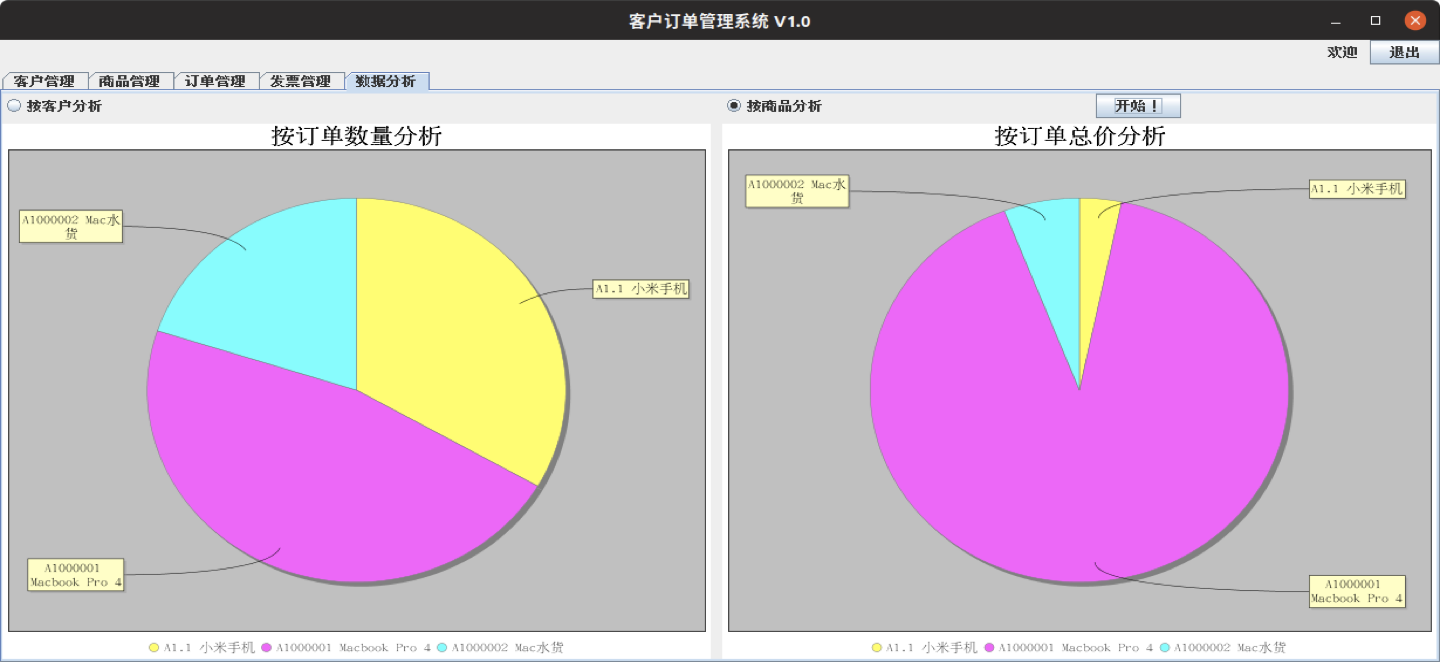 客户订单管理系统 V1.0
欢迎 退出
客户管理 商品管理 订单管理 发票管理 数据分析
按客户分析 按商品分析 开始！
按订单数量分析
A1000002 Mac水
货
A1.1 小米手机
A1000001
Macbook Pro 4
A1.1 小米手机 A1000001 Macbook Pro 4 A1000002 Mac水货
按订单总价分析
A1000002 Mac水
货
A1.1 小米手机
A1000001
Macbook Pro 4
A1.1 小米手机 A1000001 Macbook Pro 4 A1000002 Mac水货